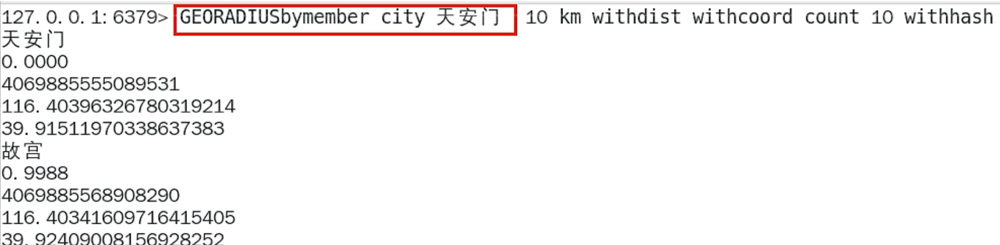 127.0.0.1:6379> GEORADIUSbymember city 天安门 10 km withdist withcoord count 10 withhash
天安门
0.0000
4069885555089531
116.40396326780319214
39.91511970338637383
故宫
0.9988
4069885568908290
116.40341609716415405
39.92409008156928252